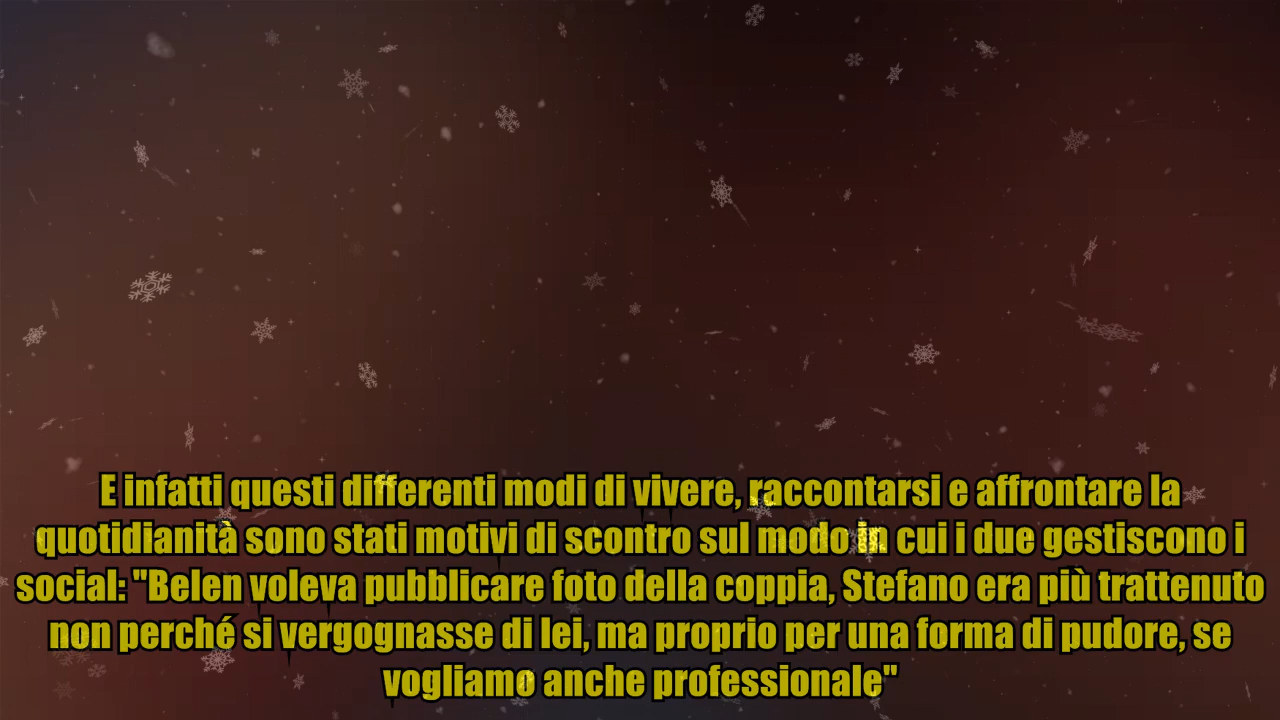 E infatti questi differenti modi di vivere, raccontarsi e affrontare la
quotidianità sono stati motivi di scontro sul modo in cui i due gestiscono i
social: "Belen voleva pubblicare foto della coppia, Stefano era più trattenuto
non perché si vergognasse di lei, ma proprio per una forma di pudore, se
vogliamo anche professionale"